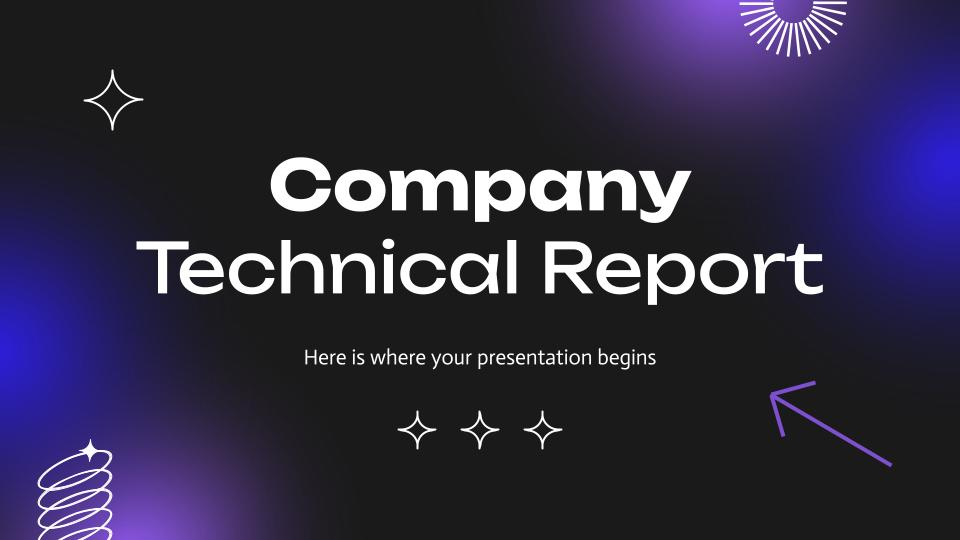 Company
Technical Report
Here is where your presentation begins